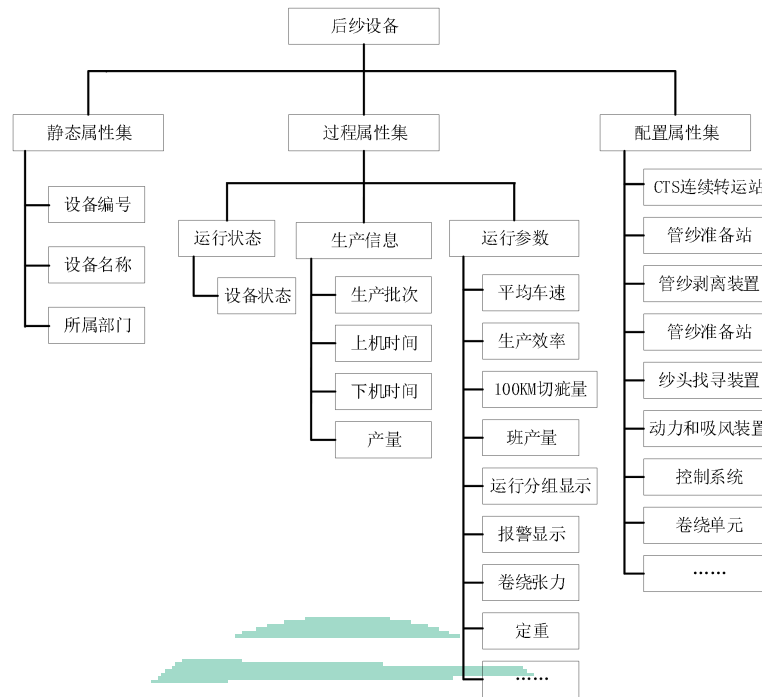 后纱设备
静态属性集
过程属性集
配置属性集
设备编号
设备名称
所属部门
运行状态
设备状态
生产信息
生产批次
上机时间
下机时间
产量
运行参数
平均车速
生产效率
100KM切疵量
班产量
运行分组显示
报警显示
卷绕张力
定重
……
CTS连续转运站
管纱准备站
管纱剥离装置
管纱准备站
纱头找寻装置
动力和吸风装置
控制系统
卷绕单元
……